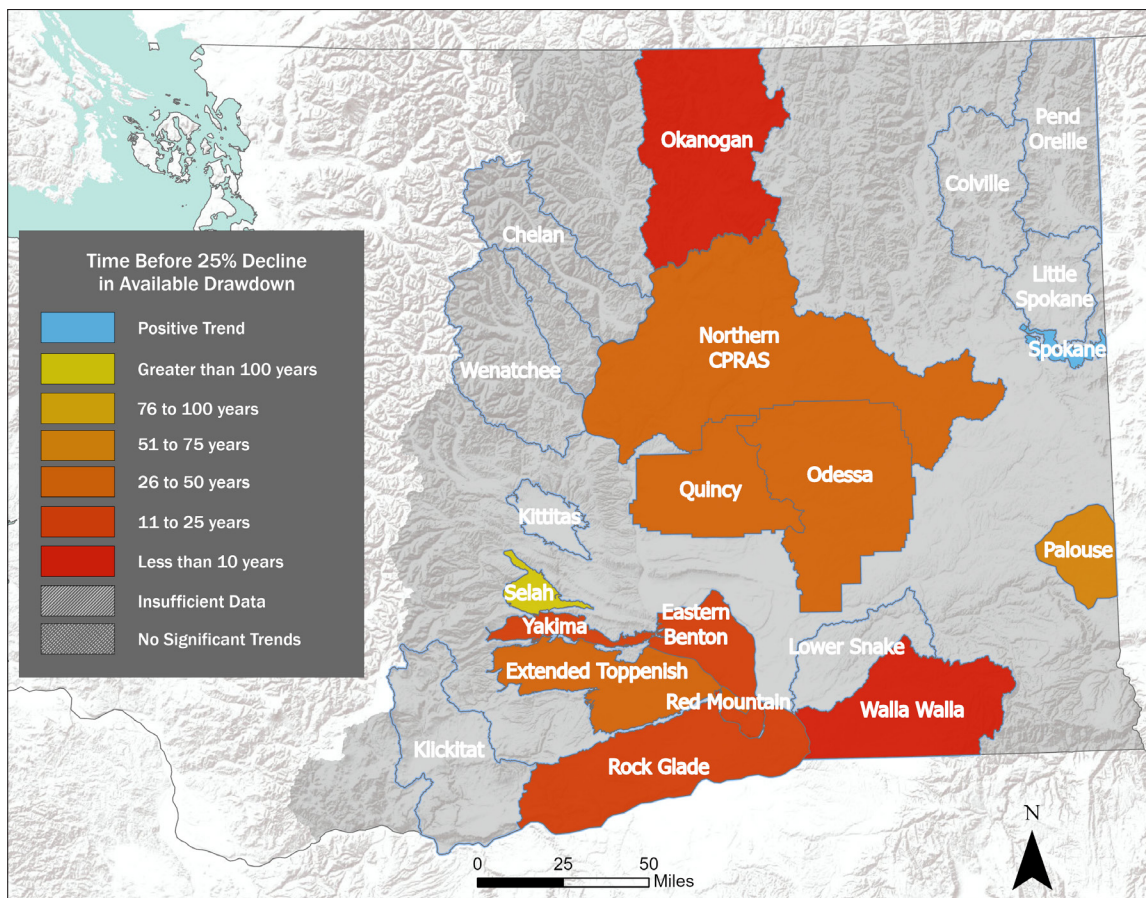 Okanogan
Pend
Oreille
Colville
Chelan
Little
Spokane
Spokane
Northern
CPRAS
Wenatchee
Time Before 25% Decline
in Available Drawdown
Positive Trend
Greater than 100 years
76 to 100 years
51 to 75 years
26 to 50 years
11 to 25 years
Less than 10 years
Insufficient Data
No Significant Trends
Quincy
Odessa
Kittitas
Palouse
Selah
Yakima
Eastern
Benton
Lower Snake
Extended Toppenish
Red Mountain
Walla Walla
Klickitat
Rock Glade
N
0
25
50
Miles